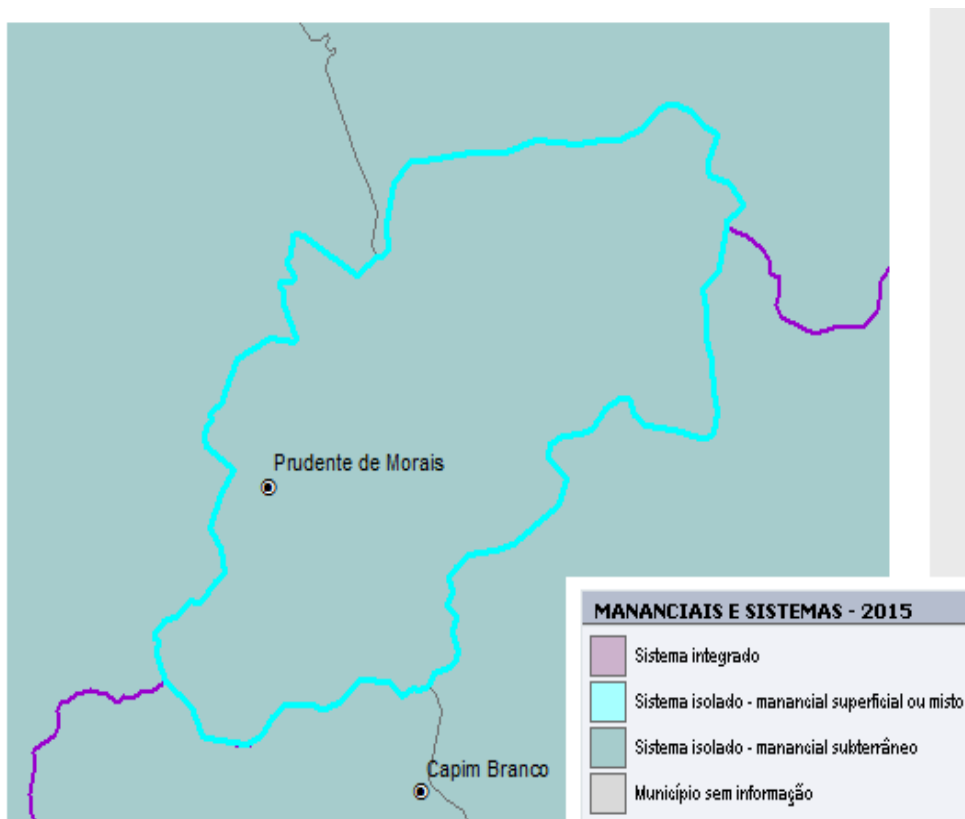 Prudente de Morais
Capim Branco
MANANCIAIS E SISTEMAS - 2015
Sistema integrado
Sistema isolado - manancial superficial ou misto
Sistema isolado - manancial subterrâneo
Município sem informação